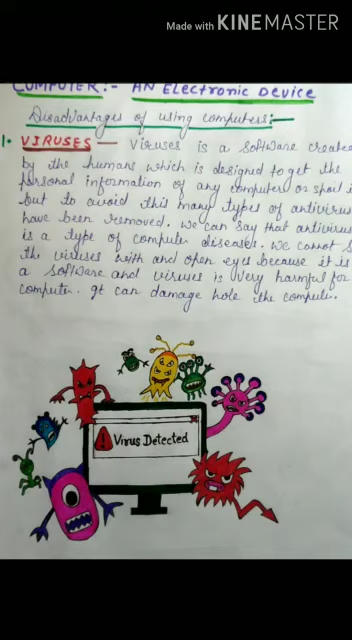 Made with KINEMASTER
COMPUTER:- AN Electronic Device
Disadvantages of using computers:-
1. VIRUSES - Viruses is a software create
by the humans which is designed to get the
personal information of any computer or spoil i
but to avoid this many types of antivirus
have been removed. We can say that antivirus
is a type of computer diseases. We cannot s
the viruses with and open eyes because it is
a software and viruses is very harmful for
computer. It can damage hole the computer.
Virus Detected